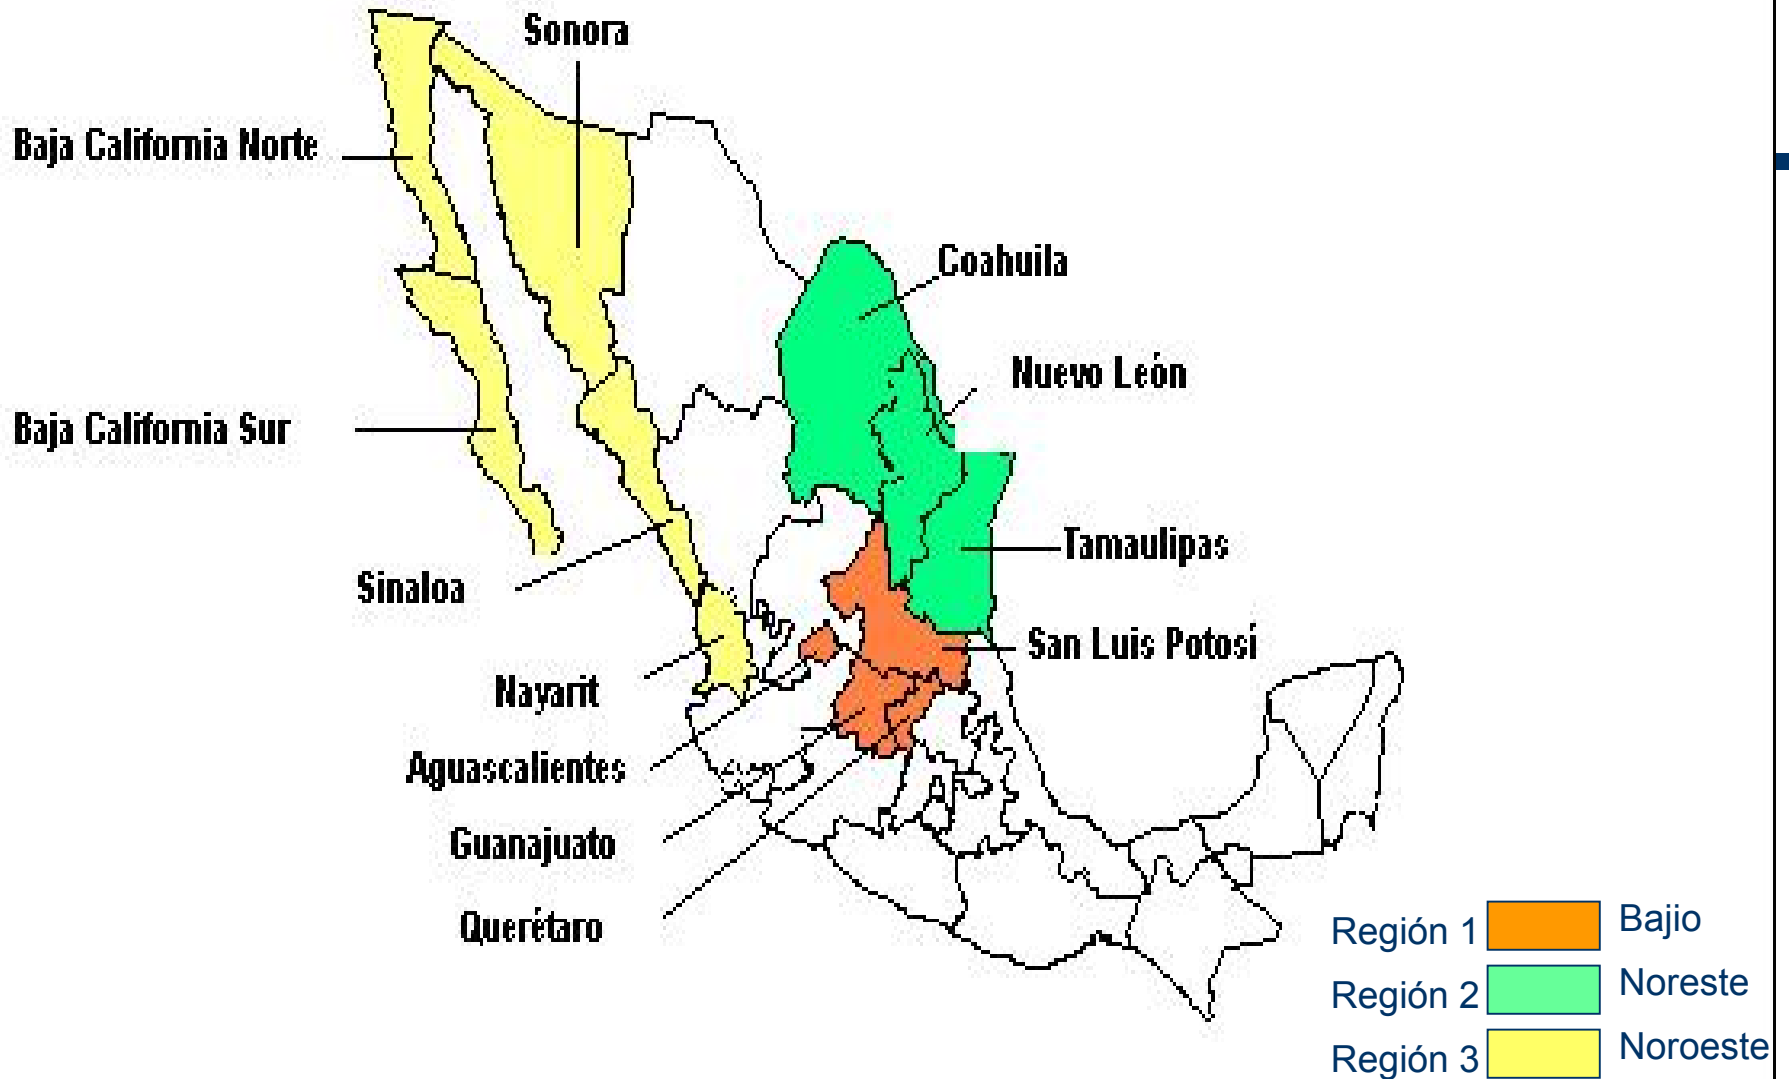 Sonora
Baja California Norte
Coahuila
Nuevo León
Baja California Sur
Tamaulipas
Sinaloa
San Luis Potosí
Nayarit
Aguascalientes
Guanajuato
Querétaro
Región 1 Bajio
Región 2 Noreste
Región 3 Noroeste